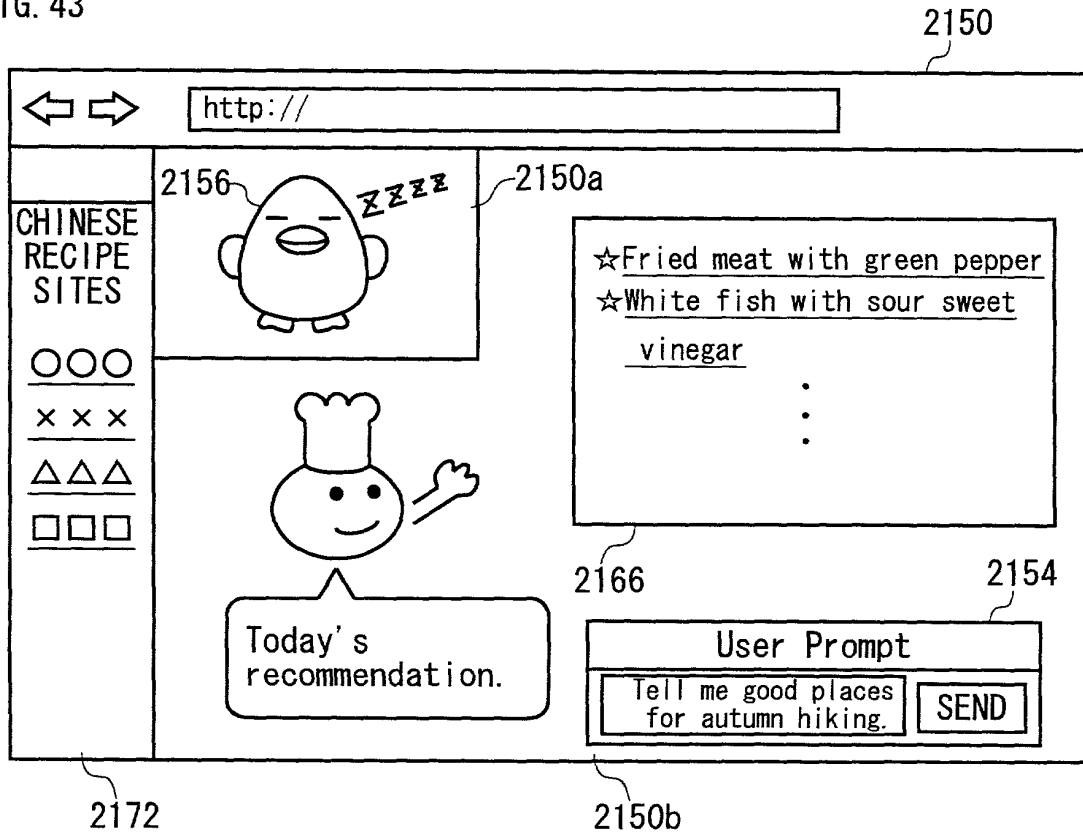 IG. 43
2150
http://
2156
zzzz
2150a
CHINESE
RECIPE
SITES
○○○
×××
△△△
□□□
☆Fried meat with green pepper
☆White fish with sour sweet
vinegar
2166
2154
Today's
recommendation.
User Prompt
Tell me good places
for autumn hiking.
SEND
2172
2150b